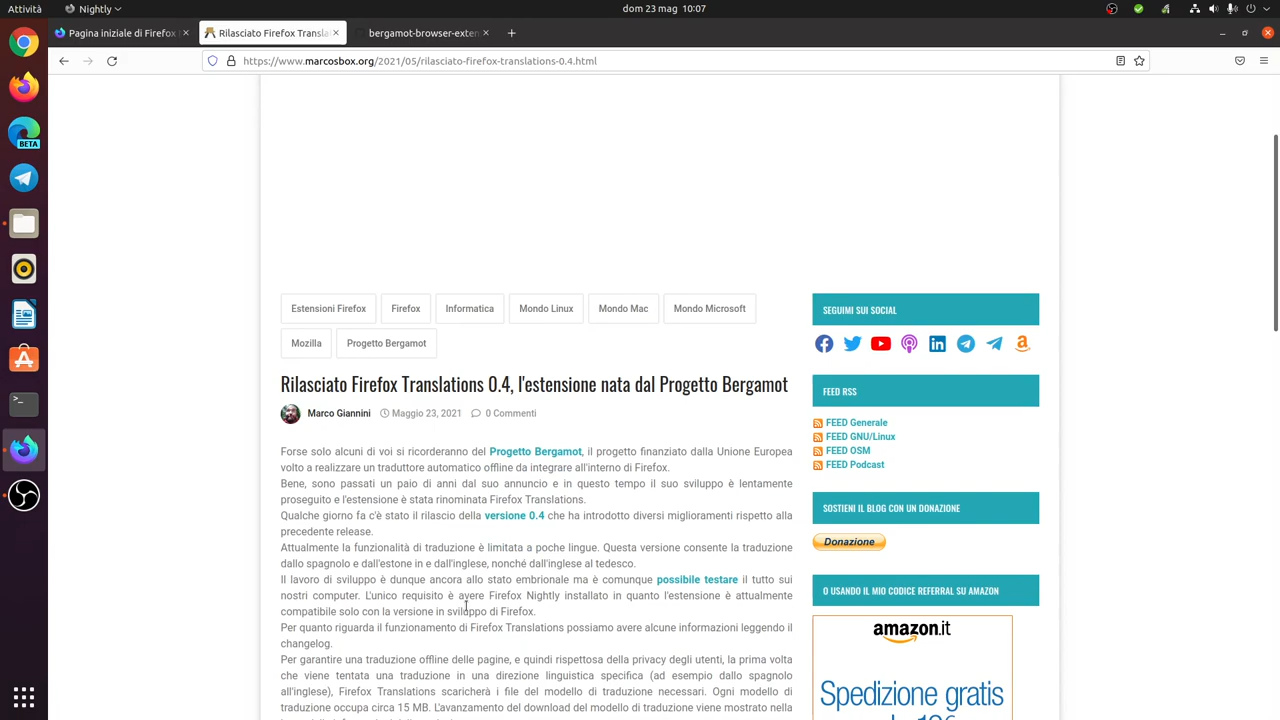 Attività
Nightly
dom 23 mag 10:07
Pagina iniziale di Firefox
Rilasciato Firefox Transla
bergamot-browser-exten
https://www.marcosbox.org/2021/05/rilasciato-firefox-translations-0.4.html
BETA
Estensioni Firefox
Firefox
Informatica
Mondo Linux
Mondo Mac
Mondo Microsoft
Mozilla
Progetto Bergamot
Rilasciato Firefox Translations 0.4, l'estensione nata dal Progetto Bergamot
Marco Giannini
Maggio 23, 2021
0 Commenti
Forse solo alcuni di voi si ricorderanno del Progetto Bergamot, il progetto finanziato dalla Unione Europea
volto a realizzare un traduttore automatico offline da integrare all'interno di Firefox.
Bene, sono passati un paio di anni dal suo annuncio e in questo tempo il suo sviluppo è lentamente
proseguito e l'estensione è stata rinominata Firefox Translations.
Qualche giorno fa c'è stato il rilascio della versione 0.4 che ha introdotto diversi miglioramenti rispetto alla
precedente release.
Attualmente la funzionalità di traduzione è limitata a poche lingue. Questa versione consente la traduzione
dallo spagnolo e dall'estone in e dall'inglese, nonché dall'inglese al tedesco.
Il lavoro di sviluppo è dunque ancora allo stato embrionale ma è comunque possibile testare il tutto sui
nostri computer. L'unico requisito è avere Firefox Nightly installato in quanto l'estensione è attualmente
compatibile solo con la versione in sviluppo di Firefox.
Per quanto riguarda il funzionamento di Firefox Translations possiamo avere alcune informazioni leggendo il
changelog.
Per garantire una traduzione offline delle pagine, e quindi rispettosa della privacy degli utenti, la prima volta
che viene tentata una traduzione in una direzione linguistica specifica (ad esempio dallo spagnolo
all'inglese), Firefox Translations scaricherà i file del modello di traduzione necessari. Ogni modello di
traduzione occupa circa 15 MB. L'avanzamento del download del modello di traduzione viene mostrato nella
SEGUIMI SUI SOCIAL
FEED RSS
FEED Generale
FEED GNU/Linux
FEED OSM
FEED Podcast
SOSTIENI IL BLOG CON UN DONAZIONE
Donazione
O USANDO IL MIO CODICE REFERRAL SU AMAZON
amazon.it
Spedizione gratis